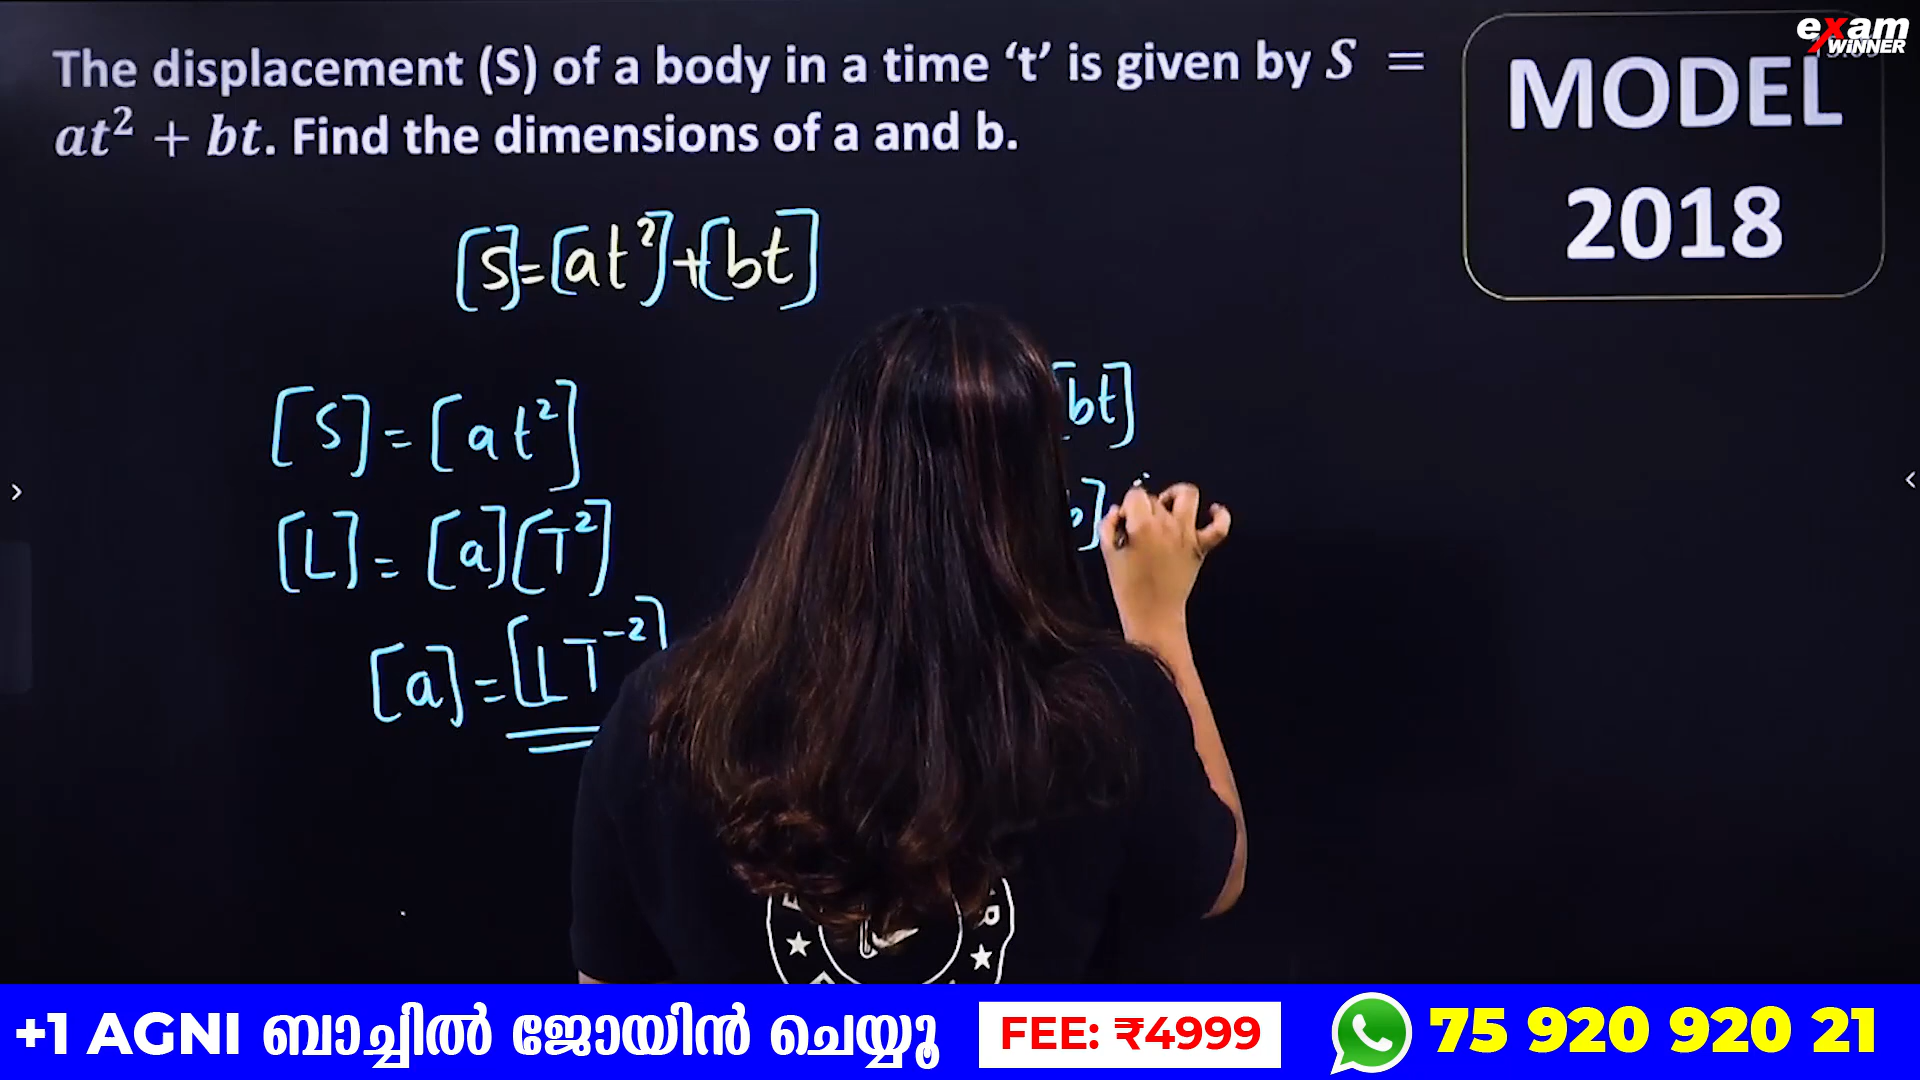 exam
WINNER
The displacement (S) of a body in a time ‘t’ is given by S =
at² + bt. Find the dimensions of a and b.
MODEL
2018
[S]=[at²]+[bt]
[S]=[at²]
[L]=[a][T²]
[a]=[LT⁻²]
[bt]
+1 AGNI ബാച്ചിൽ ജോയിൻ ചെയ്യൂ
FEE: ₹4999
75 920 920 21